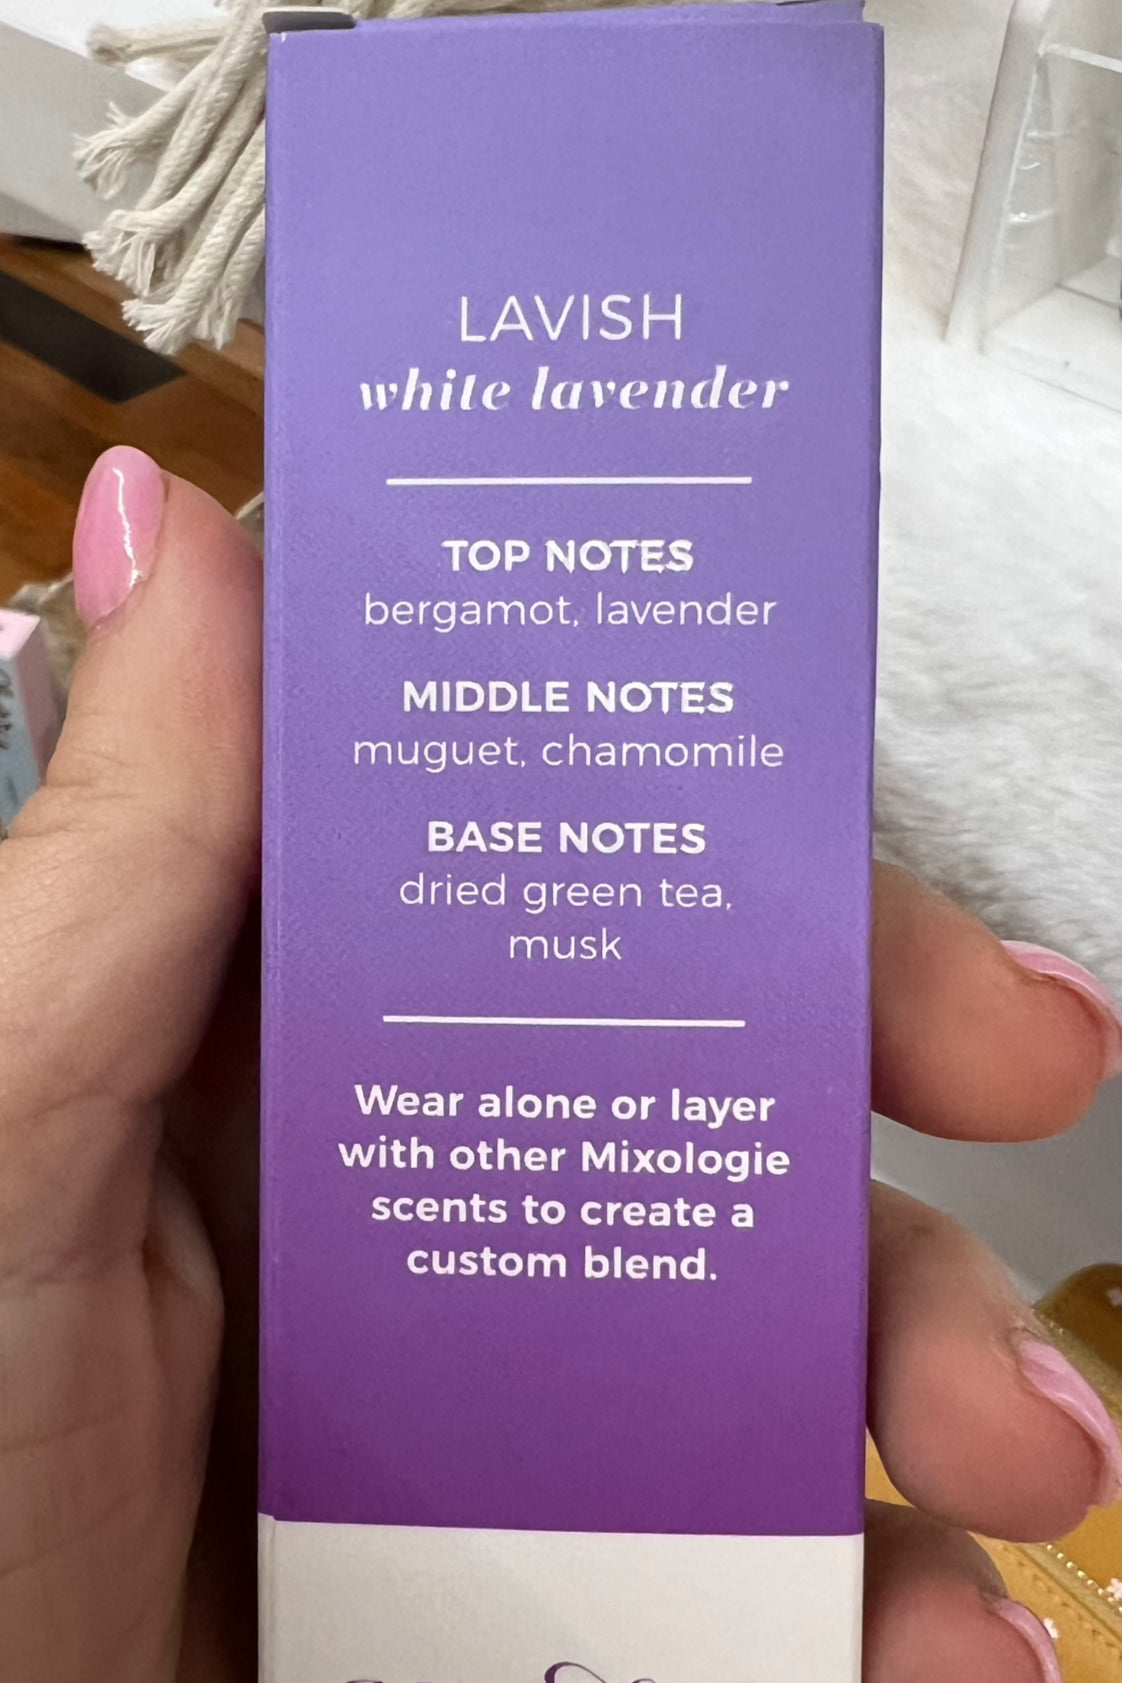 LAVISH
white lavender
TOP NOTES
bergamot, lavender
MIDDLE NOTES
muguet, chamomile
BASE NOTES
dried green tea,
musk
Wear alone or layer
with other Mixologie
scents to create a
custom blend.